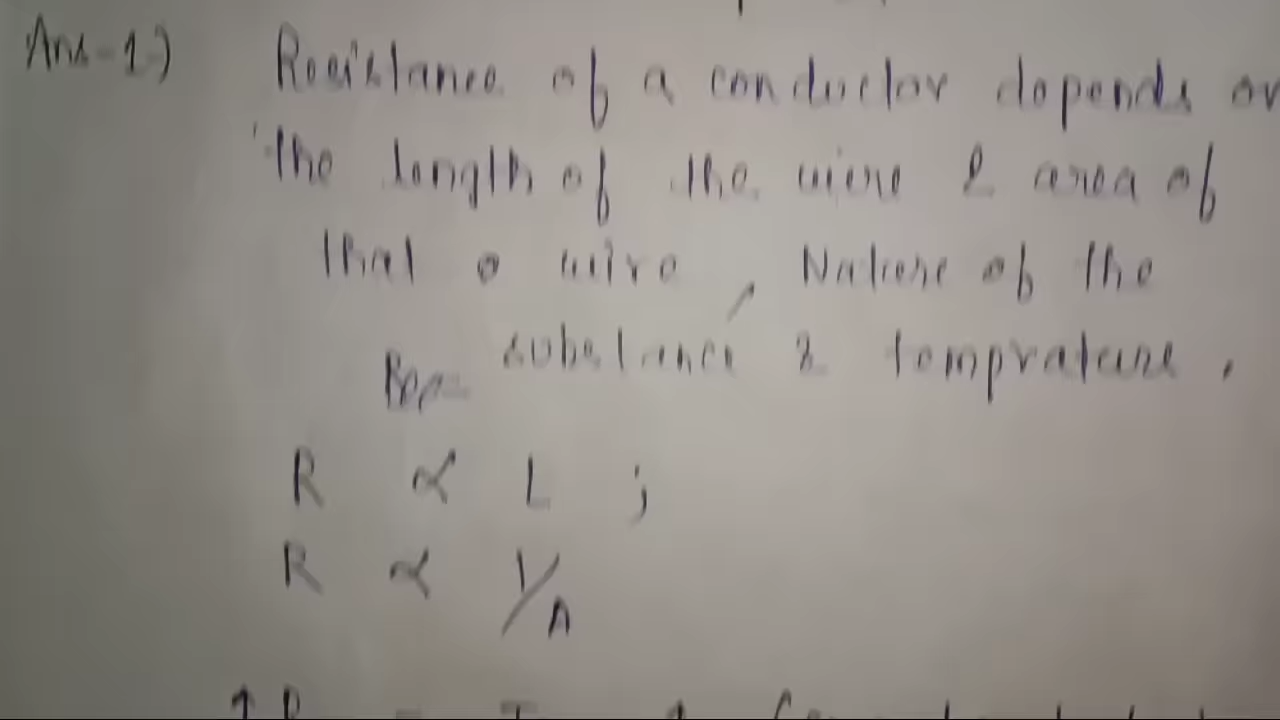 Ans-1) Resistance of a conductor depends on
the length of the wire & area of
that wire, Nature of the
substance & temprature.
R ∝ L ;
R ∝ 1/A